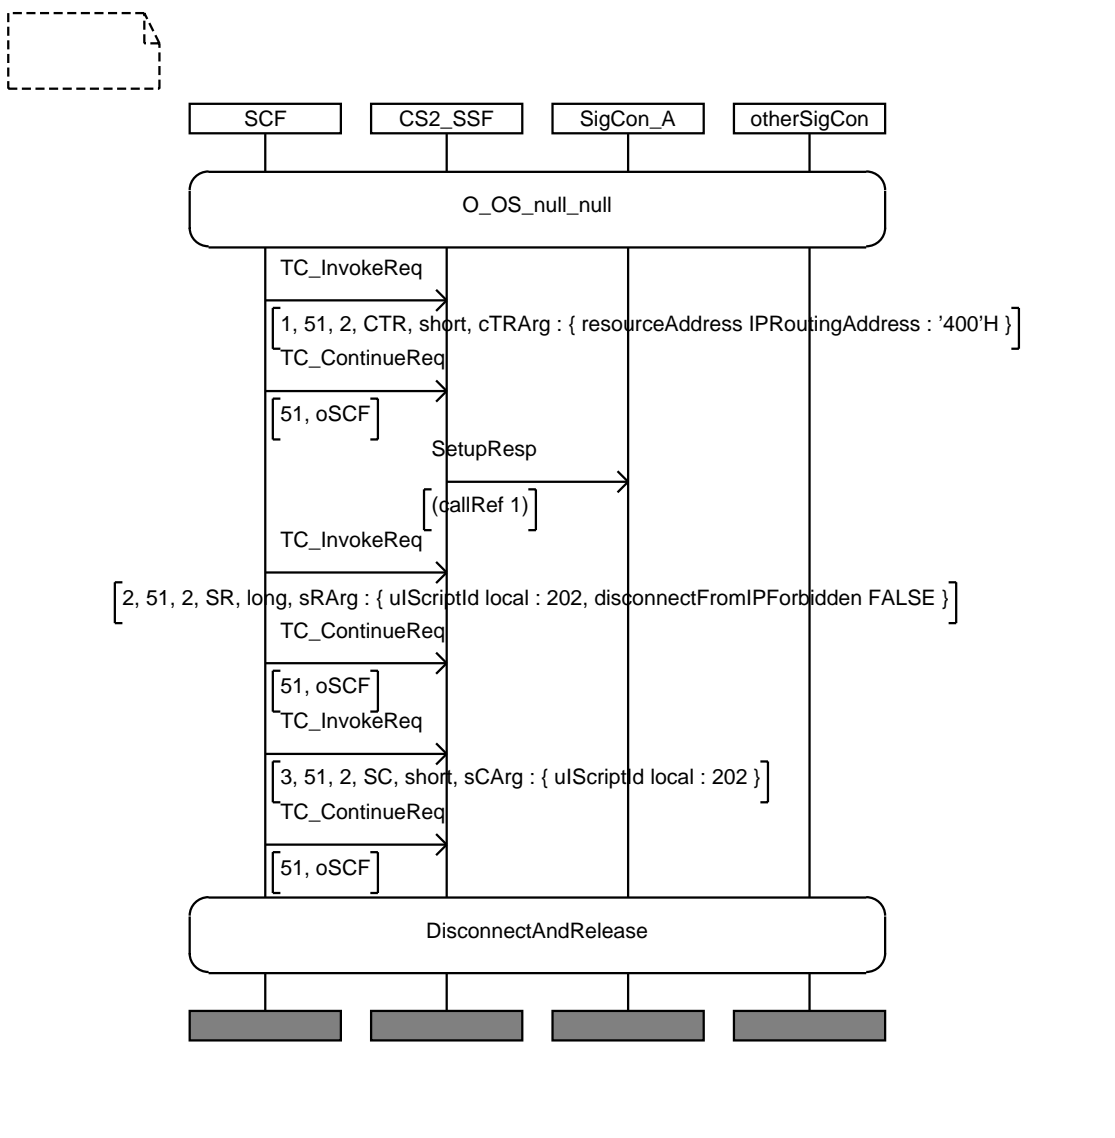 SCF CS2_SSF SigCon_A otherSigCon
O_OS_null_null
TC_InvokeReq
1, 51, 2, CTR, short, cTRArg : { resourceAddress IPRoutingAddress : ’400’H }
TC_ContinueReq
51, oSCF
SetupResp
(callRef 1)
TC_InvokeReq
2, 51, 2, SR, long, sRArg : { uIScriptId local : 202, disconnectFromIPForbidden FALSE }
TC_ContinueReq
51, oSCF
TC_InvokeReq
3, 51, 2, SC, short, sCArg : { uIScriptId local : 202 }
TC_ContinueReq
51, oSCF
DisconnectAndRelease